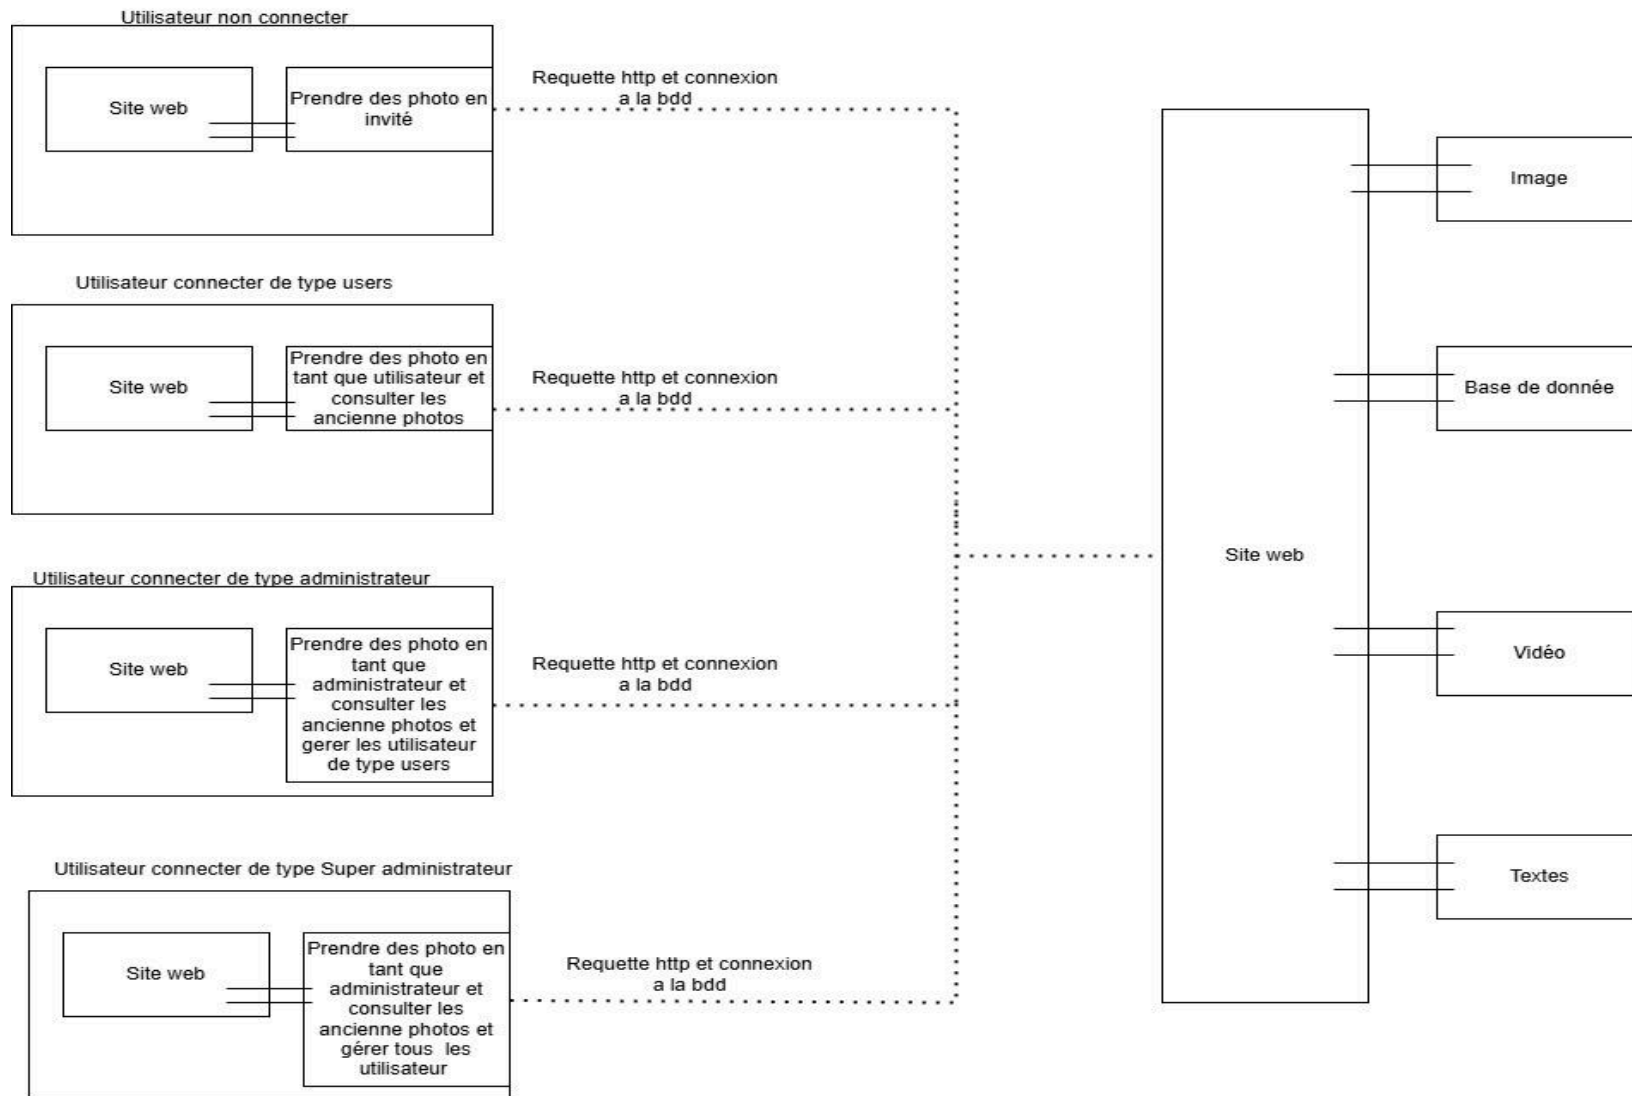 Utilisateur non connecter
Site web
Prendre des photo en
invité
Requette http et connexion
a la bdd
Image
Utilisateur connecter de type users
Site web
Prendre des photo en
tant que utilisateur et
consulter les
ancienne photos
Requette http et connexion
a la bdd
Base de donnée
Site web
Utilisateur connecter de type administrateur
Site web
Prendre des photo en
tant que
administrateur et
consulter les
ancienne photos et
gerer les utilisateur
de type users
Requette http et connexion
a la bdd
Vidéo
Textes
Utilisateur connecter de type Super administrateur
Site web
Prendre des photo en
tant que
administrateur et
consulter les
ancienne photos et
gérer tous les
utilisateur
Requette http et connexion
a la bdd